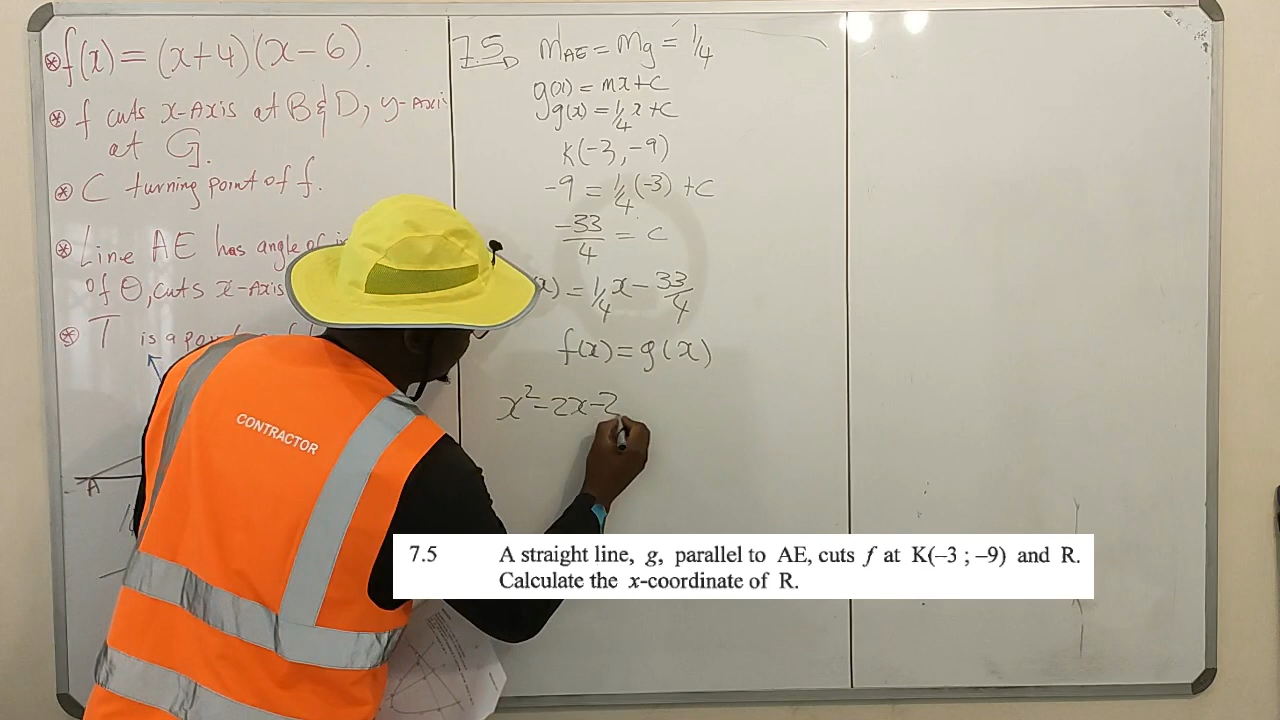 ⊛ f(x) = (x+4)(x-6).
⊛ f cuts x-Axis at B & D, y-Axis
at G.
⊛ C turning point of f.
⊛ Line AE has angle of
of θ, cuts x-Axis
⊛ T is a
A
7.5 m_AE = m_g = 1/4
g(x) = mx+c
g(x) = 1/4 x + c
K(-3, -9)
-9 = 1/4(-3) + c
-33/4 = c
(x) = 1/4 x - 33/4
f(x) = g(x)
x² - 2x - 2
CONTRACTOR
7.5 A straight line, g, parallel to AE, cuts f at K(–3 ; –9) and R.
Calculate the x-coordinate of R.